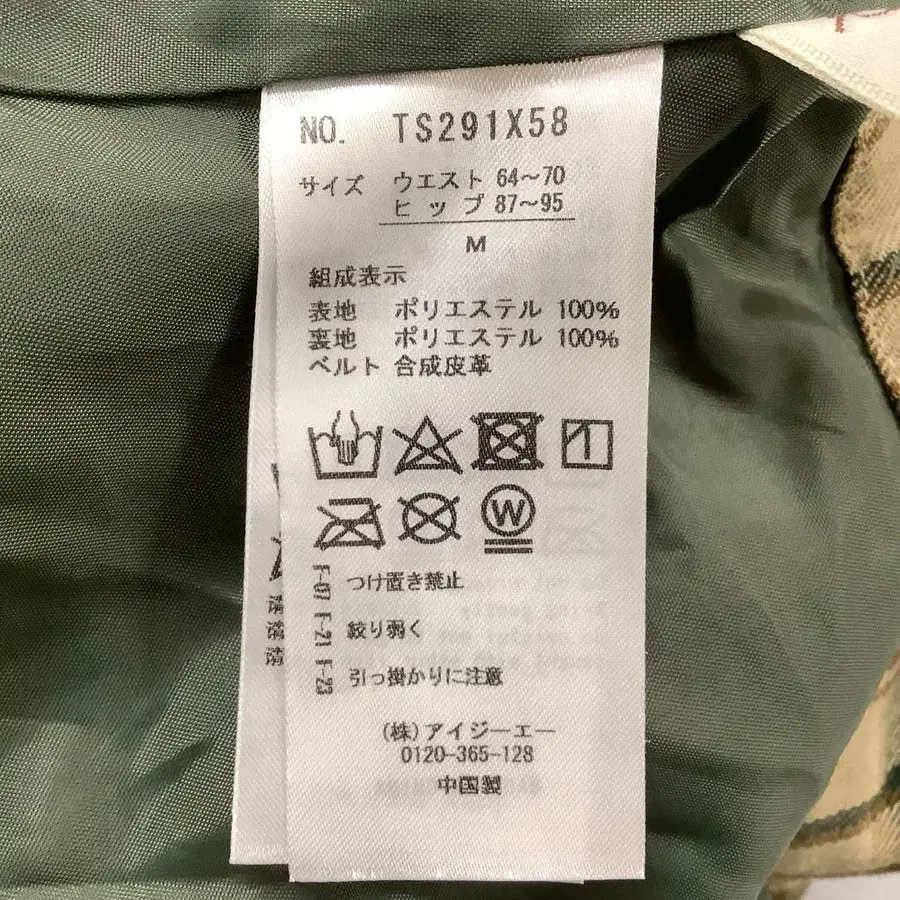 NO. TS291X58
サイズ ウエスト 64〜70
ヒップ 87〜95
M
組成表示
表地 ポリエステル 100%
裏地 ポリエステル 100%
ベルト 合成皮革
W
F-07 つけ置き禁止
F-21 絞り弱く
F-23 引っ掛かりに注意
(株)アイジーエー
0120-365-128
中国製